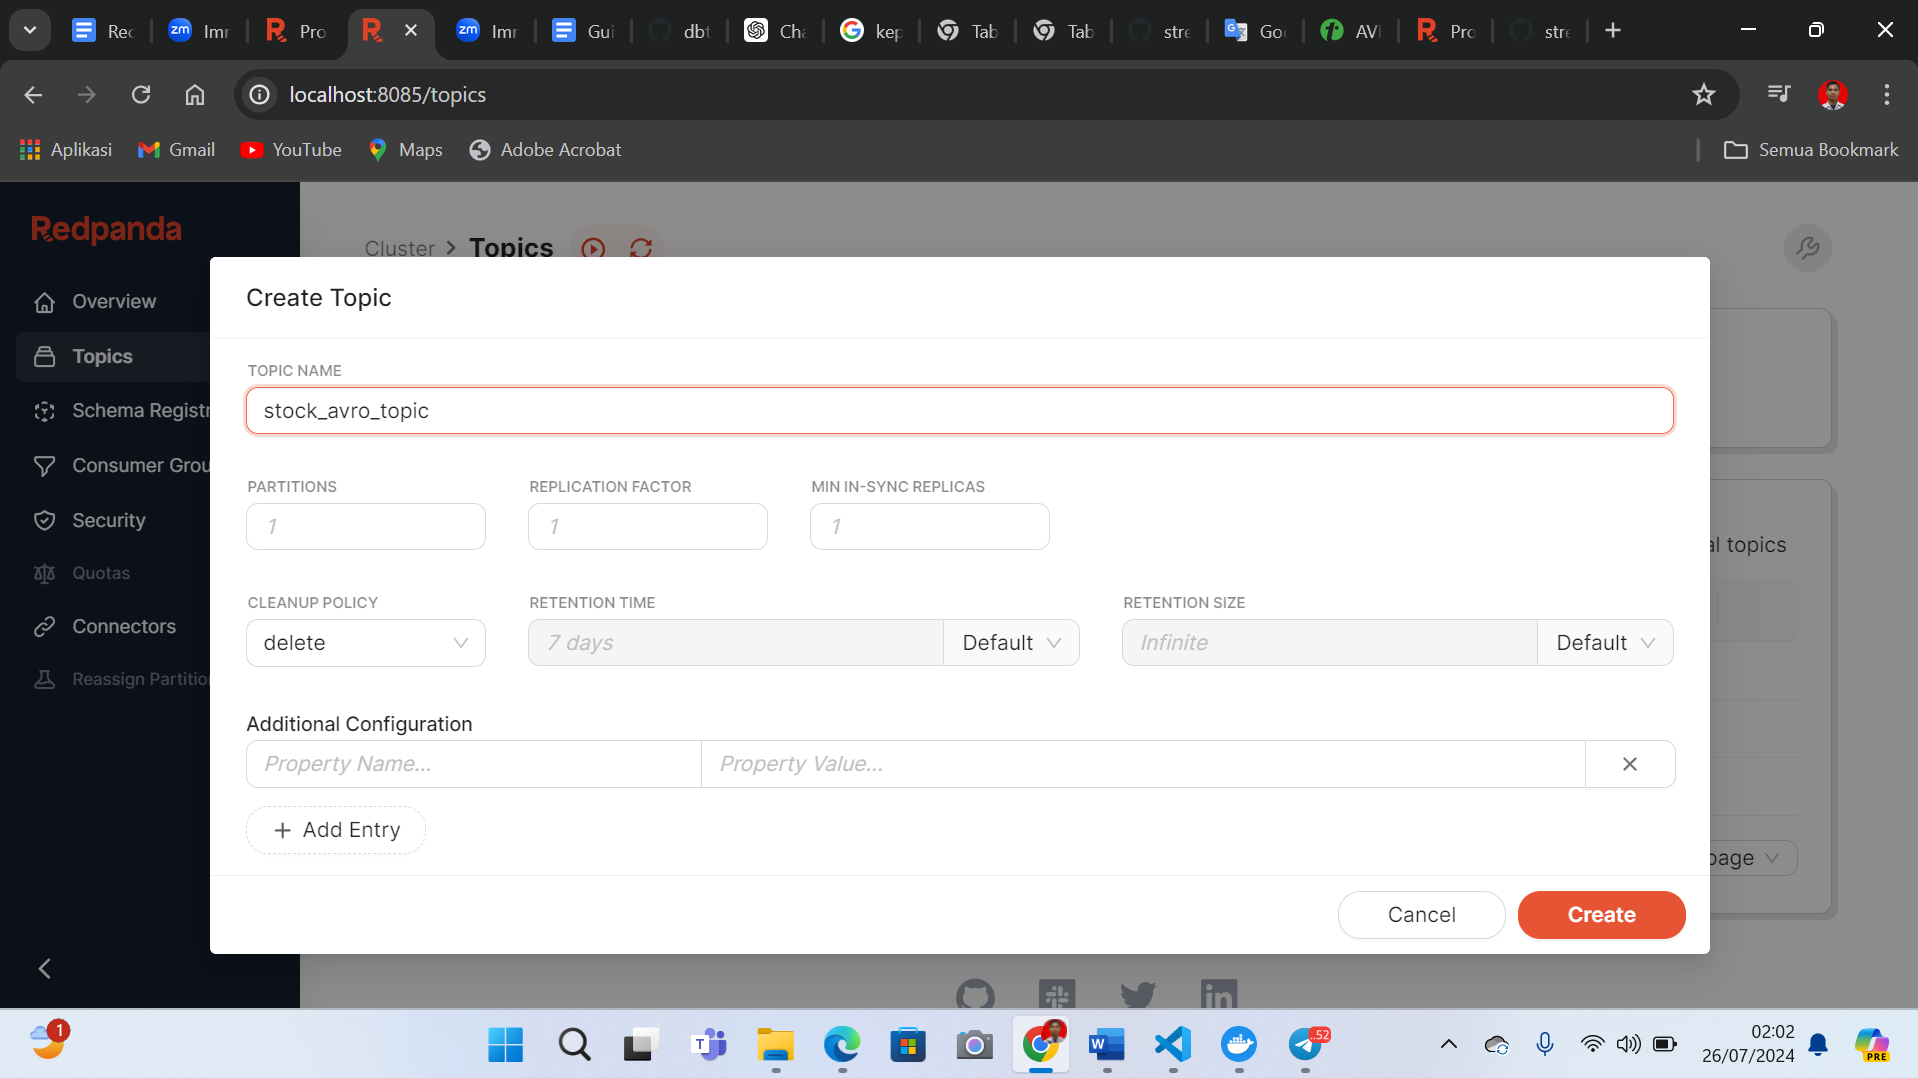 Rec
Imr
Pro
Imr
Gui
dbt
Cha
kep
Tab
Tab
stre
Go
AVI
Pro
stre
localhost:8085/topics
Aplikasi
Gmail
YouTube
Maps
Adobe Acrobat
Semua Bookmark
Redpanda
Cluster > Topics
Overview
Topics
Schema Registr
Consumer Grou
Security
Quotas
Connectors
Reassign Partitio
Create Topic
TOPIC NAME
stock_avro_topic
PARTITIONS
REPLICATION FACTOR
MIN IN-SYNC REPLICAS
1
1
1
CLEANUP POLICY
RETENTION TIME
RETENTION SIZE
delete
7 days
Default
Infinite
Default
Additional Configuration
Property Name...
Property Value...
+ Add Entry
Cancel
Create
al topics
page
1
52
02:02
26/07/2024
PRE